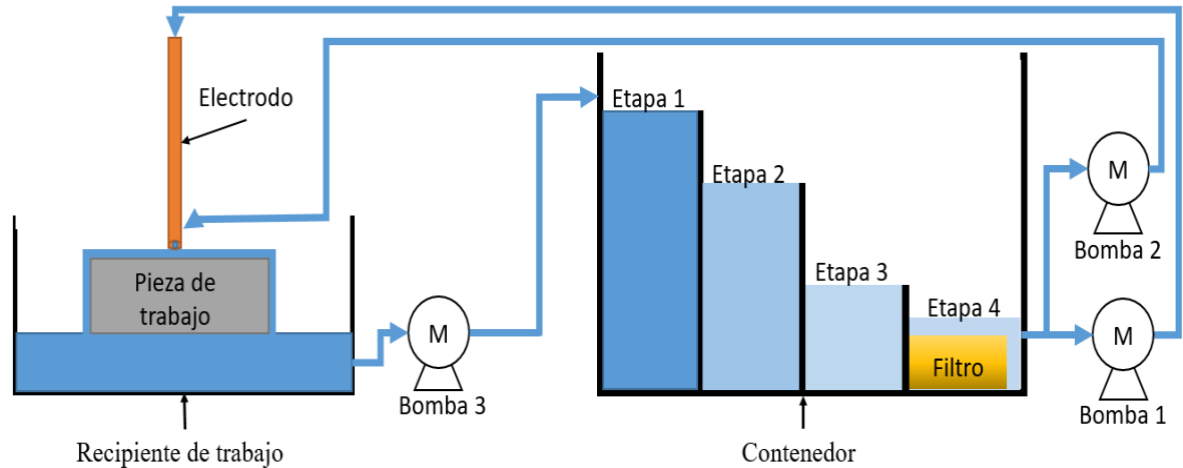 Electrodo
Pieza de
trabajo
Recipiente de trabajo
M
Bomba 3
Etapa 1
Etapa 2
Etapa 3
Etapa 4
Filtro
Contenedor
M
Bomba 2
M
Bomba 1